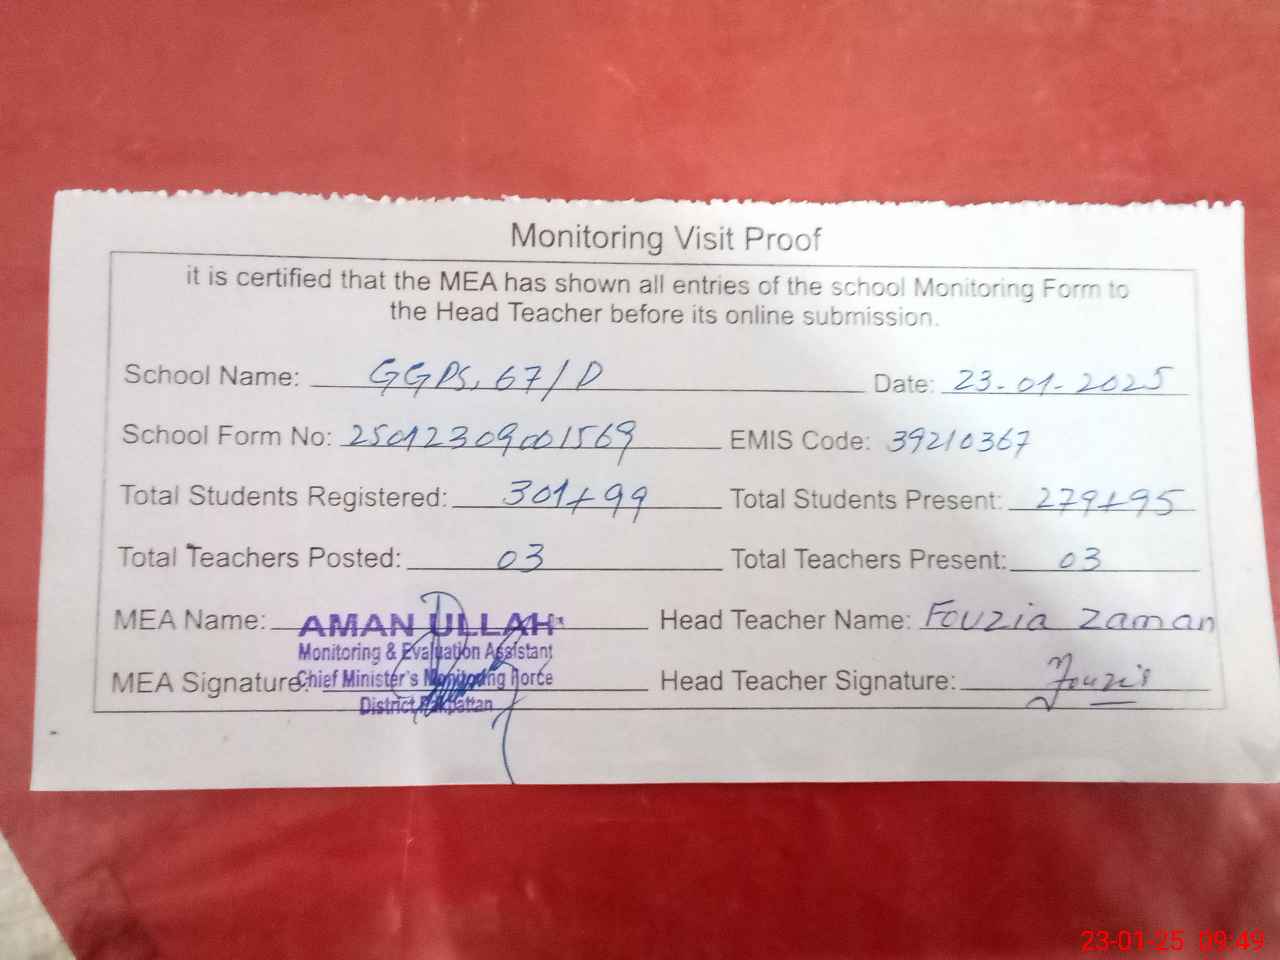 Monitoring Visit Proof
it is certified that the MEA has shown all entries of the school Monitoring Form to
the Head Teacher before its online submission.
School Name: GGPS, 67/D Date: 23-01-2025
School Form No: 25012309001569 EMIS Code: 39210367
Total Students Registered: 301+99 Total Students Present: 279+95
Total Teachers Posted: 03 Total Teachers Present: 03
MEA Name: AMAN ULLAH Head Teacher Name: Fouzia Zaman
Monitoring & Evaluation Assistant
MEA Signature: Chief Minister's Monitoring Force Head Teacher Signature: Fouzia
District Pakpattan
23-01-25 09:49